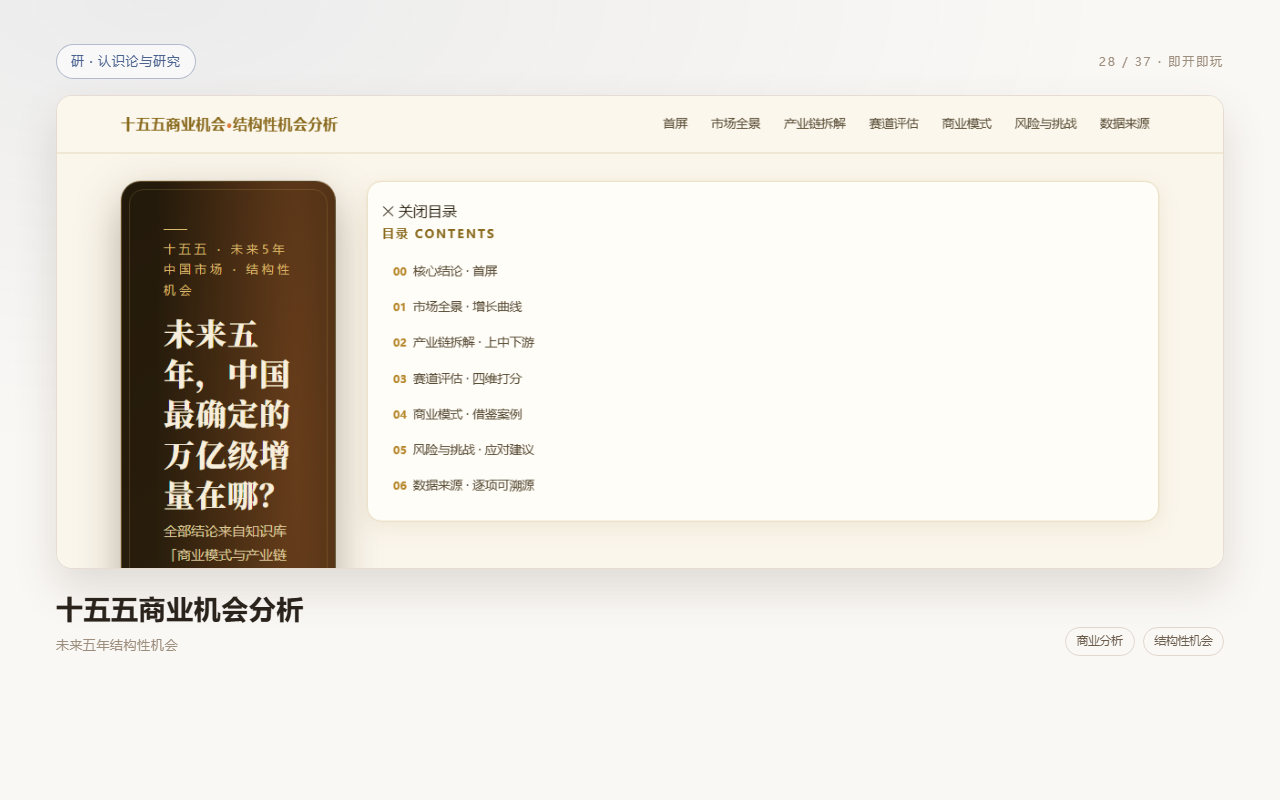 研 · 认识论与研究
28 / 37 · 即开即玩
十五五商业机会•结构性机会分析
首屏 市场全景 产业链拆解 赛道评估 商业模式 风险与挑战 数据来源
十五五 · 未来5年
中国市场 · 结构性
机会
未来五
年，中国
最确定的
万亿级增
量在哪？
全部结论来自知识库
「商业模式与产业链
× 关闭目录
目录 CONTENTS
00 核心结论 · 首屏
01 市场全景 · 增长曲线
02 产业链拆解 · 上中下游
03 赛道评估 · 四维打分
04 商业模式 · 借鉴案例
05 风险与挑战 · 应对建议
06 数据来源 · 逐项可溯源
十五五商业机会分析
未来五年结构性机会
商业分析
结构性机会